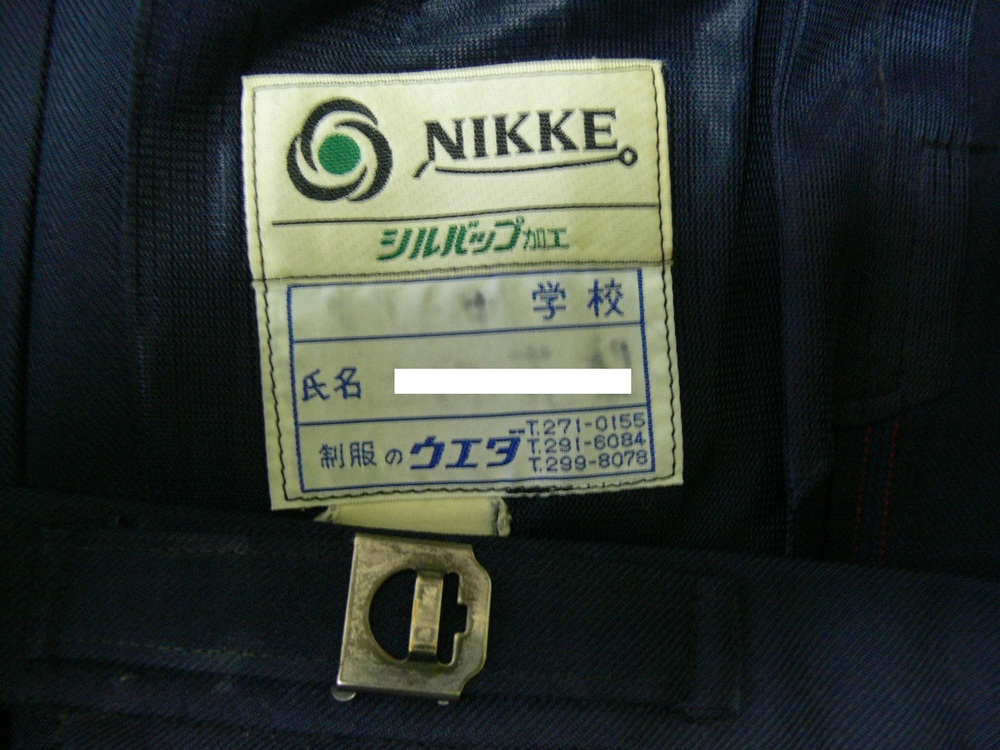 NIKKE
シルバップ加工
学校
氏名
制服のウエダ
T.271-0155
T.291-6084
T.299-8078